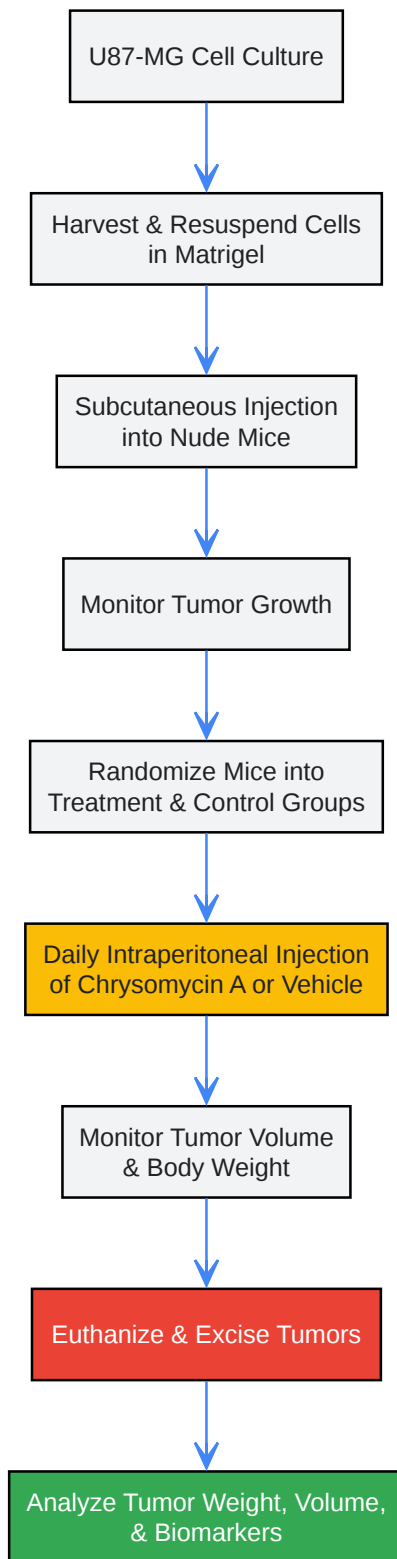 U87-MG Cell Culture
Harvest & Resuspend Cells
in Matrigel
Subcutaneous Injection
into Nude Mice
Monitor Tumor Growth
Randomize Mice into
Treatment & Control Groups
Daily Intraperitoneal Injection
of Chrysomycin A or Vehicle
Monitor Tumor Volume
& Body Weight
Euthanize & Excise Tumors
Analyze Tumor Weight, Volume,
& Biomarkers